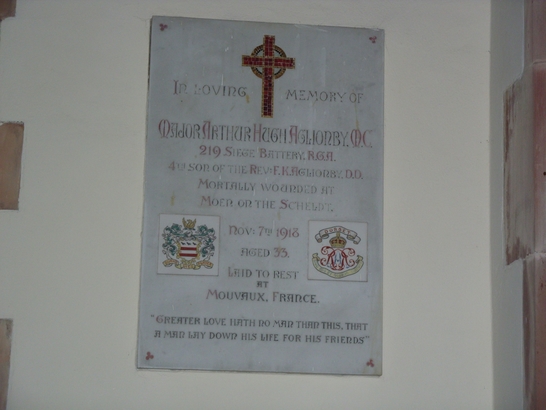 IN LOVING MEMORY OF
MAJOR ARTHUR HUGH AGLIONBY, M.C.
219 SIEGE BATTERY, R.G.A.
4TH SON OF THE REVD F.K. AGLIONBY, D.D.
MORTALLY WOUNDED AT
MOEN, ON THE SCHELDT,
NOV: 7TH 1918
AGED 33.
LAID TO REST
AT
MOUVAUX, FRANCE.
"GREATER LOVE HATH NO MAN THAN THIS, THAT
A MAN LAY DOWN HIS LIFE FOR HIS FRIENDS"